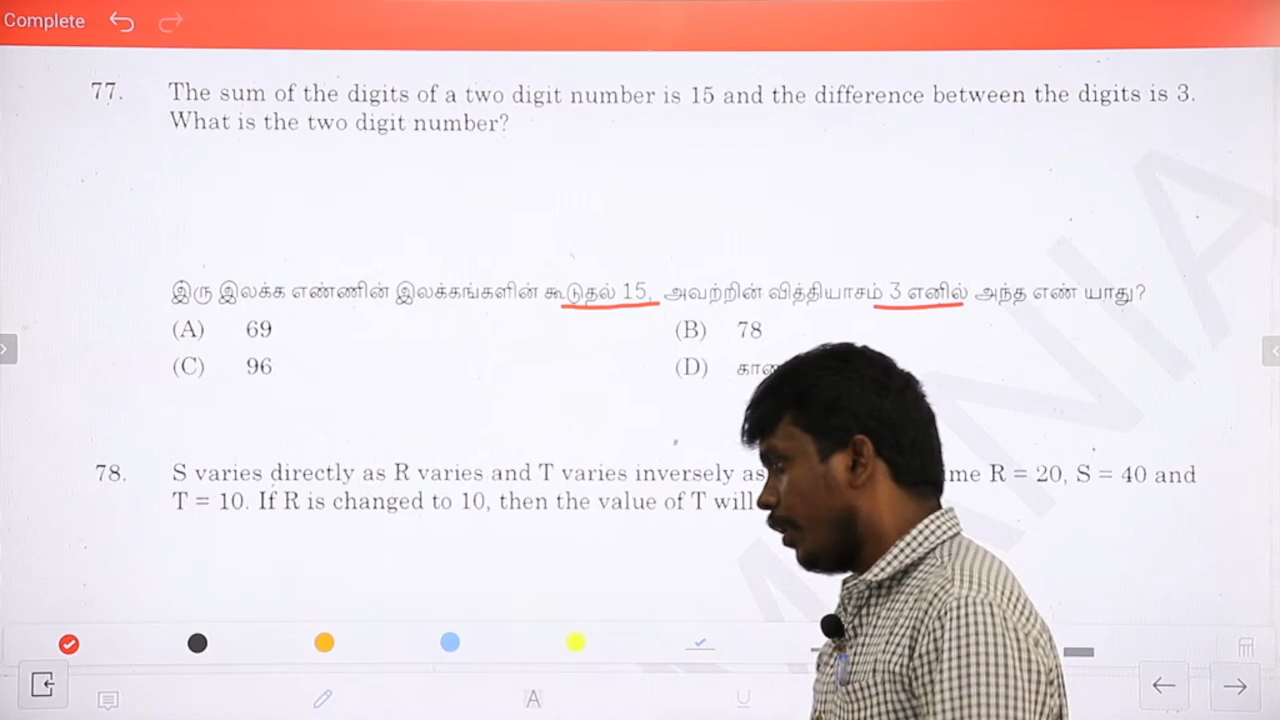 Complete
77. The sum of the digits of a two digit number is 15 and the difference between the digits is 3.
What is the two digit number?
இரு இலக்க எண்ணின் இலக்கங்களின் கூடுதல் 15, அவற்றின் வித்தியாசம் 3 எனில் அந்த எண் யாது?
(A) 69 (B) 78
(C) 96 (D)
78. S varies directly as R varies and T varies inversely as R = 20, S = 40 and
T = 10. If R is changed to 10, then the value of T will
A U